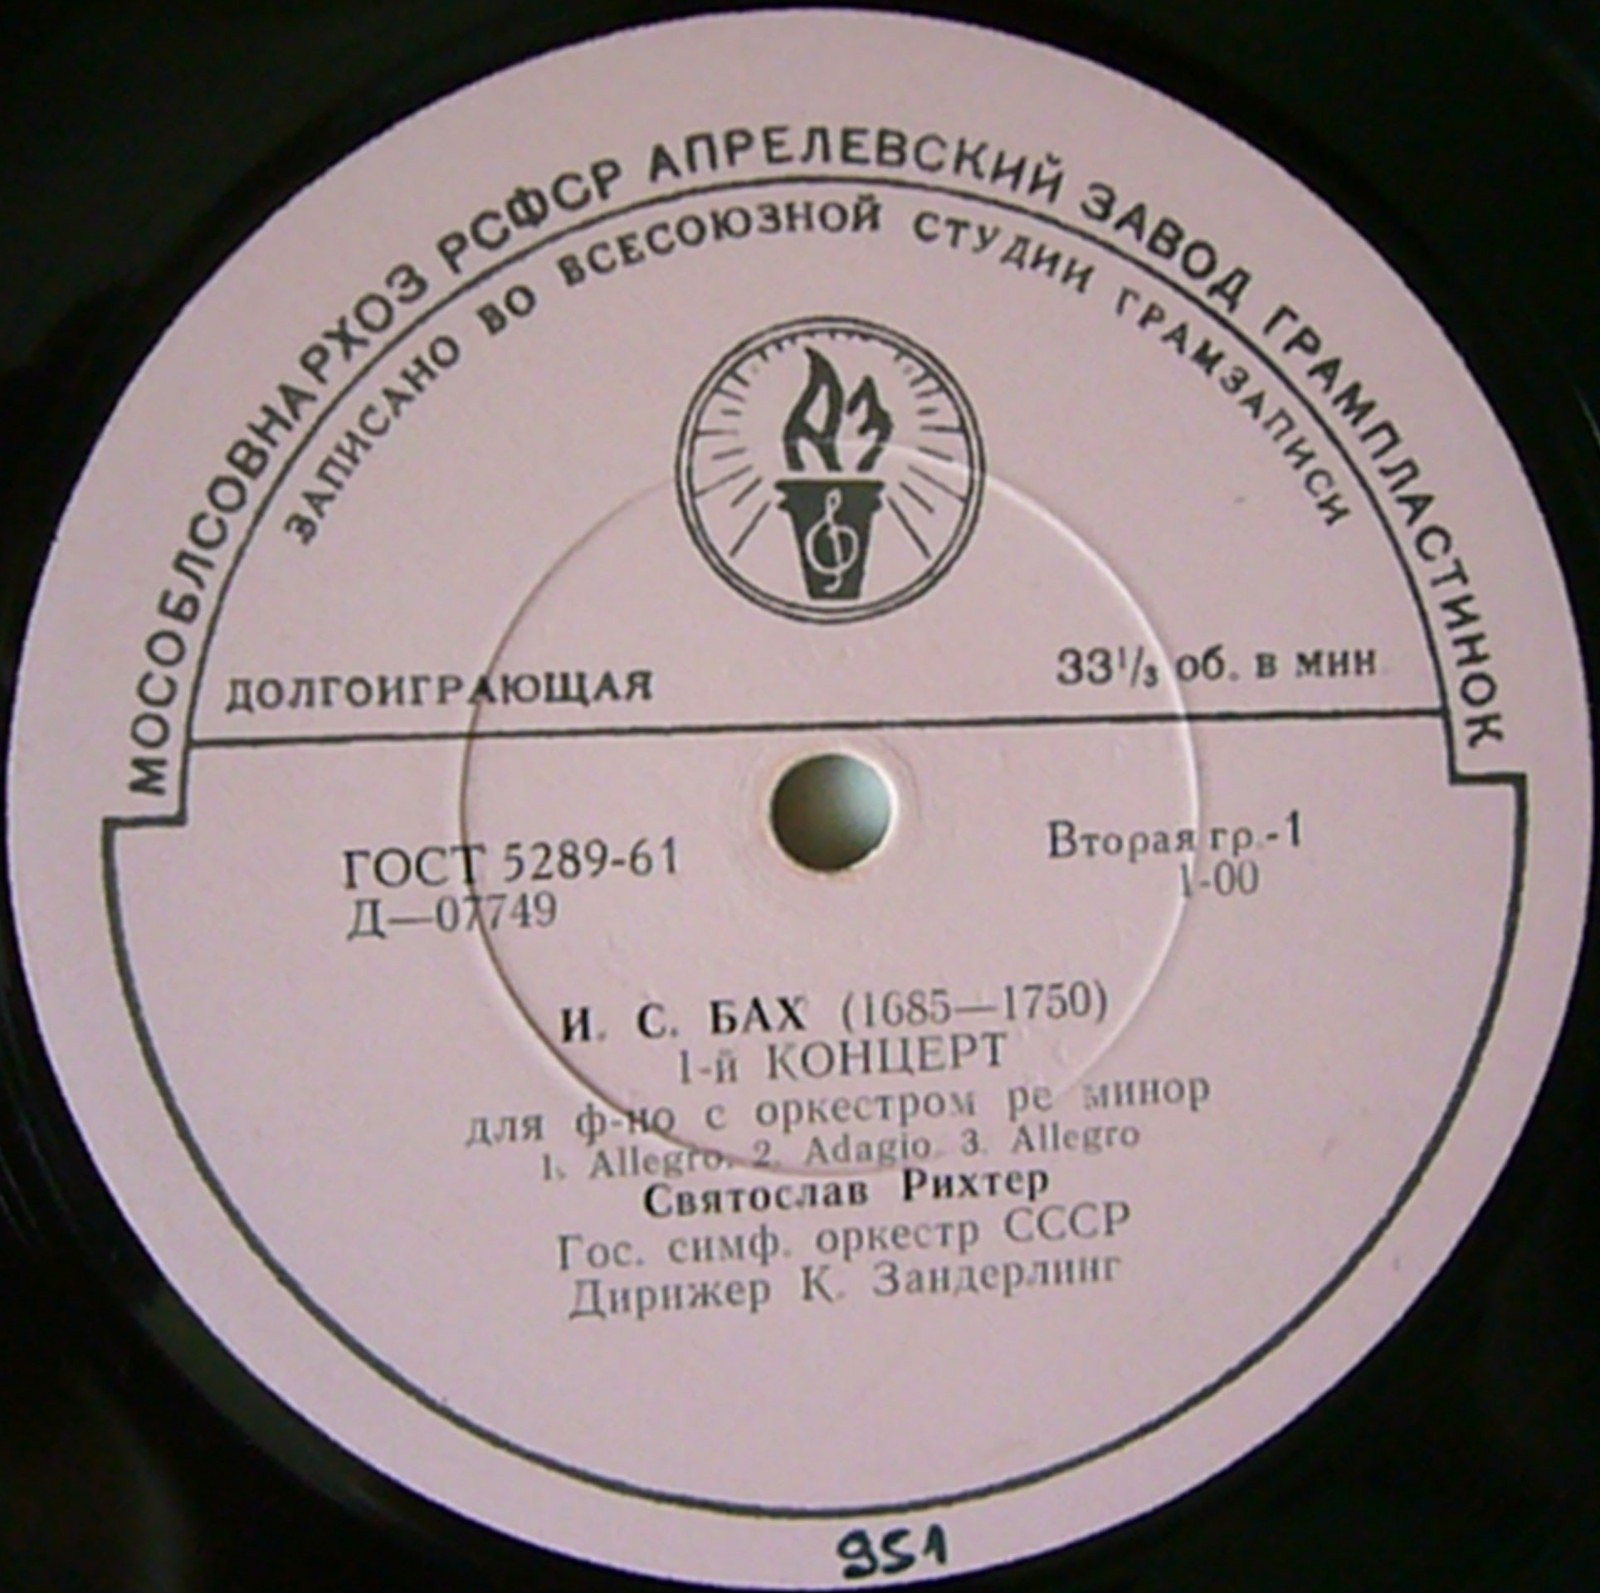 МОСОБЛСОВНАРХОЗ РСФСР АПРЕЛЕВСКИЙ ЗАВОД ГРАМПЛАСТИНОК
ЗАПИСАНО ВО ВСЕСОЮЗНОЙ СТУДИИ ГРАМЗАПИСИ
АЗ
ДОЛГОИГРАЮЩАЯ 33⅓ об. в мин
ГОСТ 5289-61 Вторая гр.-1
Д—07749 1-00
И. С. БАХ (1685—1750)
1-й КОНЦЕРТ
для ф-но с оркестром ре минор
1. Allegro. 2. Adagio. 3. Allegro
Святослав Рихтер
Гос. симф. оркестр СССР
Дирижер К. Зандерлинг
951